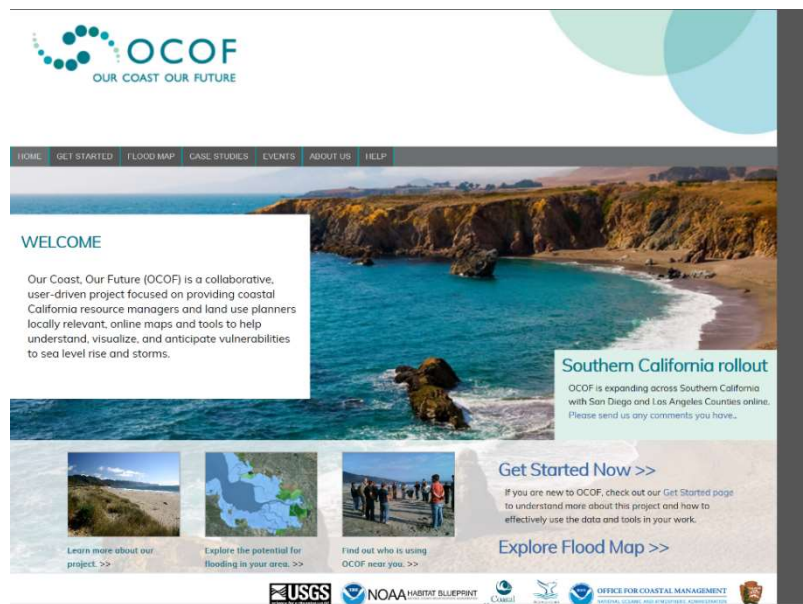 OCOF
OUR COAST OUR FUTURE
HOME GET STARTED FLOOD MAP CASE STUDIES EVENTS ABOUT US HELP
WELCOME
Our Coast, Our Future (OCOF) is a collaborative,
user-driven project focused on providing coastal
California resource managers and land use planners
locally relevant, online maps and tools to help
understand, visualize, and anticipate vulnerabilities
to sea level rise and storms.
Southern California rollout
OCOF is expanding across Southern California
with San Diego and Los Angeles Counties online.
Please send us any comments you have..
Learn more about our
project. >>
Explore the potential for
flooding in your area. >>
Find out who is using
OCOF near you. >>
Get Started Now >>
If you are new to OCOF, check out our Get Started page
to understand more about this project and how to
effectively use the data and tools in your work.
Explore Flood Map >>
USGS
NOAA HABITAT BLUEPRINT
Coastal
OFFICE FOR COASTAL MANAGEMENT
NATIONAL OCEANIC AND ATMOSPHERIC ADMINISTRATION